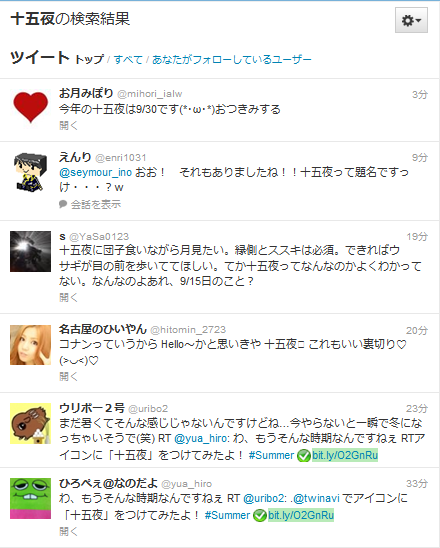 十五夜の検索結果
ツイート トップ / すべて / あなたがフォローしているユーザー
お月みぽり @mihori_ialw 3分
今年の十五夜は9/30です(*･ω･*)おつきみする
開く
えんり @enri1031 9分
@seymour_ino おお！　それもありましたね！！十五夜って題名ですっ
け・・・？ｗ
会話を表示
s @YaSa0123 19分
十五夜に団子食いながら月見たい。縁側とススキは必須。できればウ
サギが目の前を歩いててほしい。てか十五夜ってなんなのかよくわかって
ない。なんなのよあれ、9/15日のこと？
開く
名古屋のひいやん @hitomin_2723 20分
コナンっていうから Hello〜かと思いきや 十五夜□ これもいい裏切り♡
(>◡<)♡
開く
ウリボー２号 @uribo2 23分
まだ暑くてそんな感じじゃないんですけどね…今やらないと一瞬で冬にな
っちゃいそうで(笑) RT @yua_hiro: わ、もうそんな時期なんですねぇ RTア
イコンに「十五夜」をつけてみたよ！ #Summer bit.ly/O2GnRu
ひろぺぇ@なのだよ @yua_hiro 33分
わ、もうそんな時期なんですねぇ RT @uribo2: .@twinavi でアイコンに
「十五夜」をつけてみたよ！ #Summer bit.ly/O2GnRu
開く